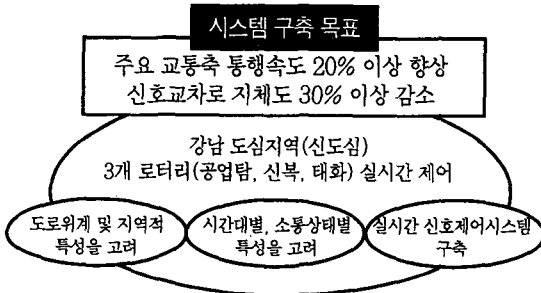 시스템 구축 목표
주요 교통축 통행속도 20% 이상 향상
신호교차로 지체도 30% 이상 감소
강남 도심지역(신도심)
3개 로터리(공업탑, 신복, 태화) 실시간 제어
도로위계 및 지역적
특성을 고려
시간대별, 소통상태별
특성을 고려
실시간 신호제어시스템
구축